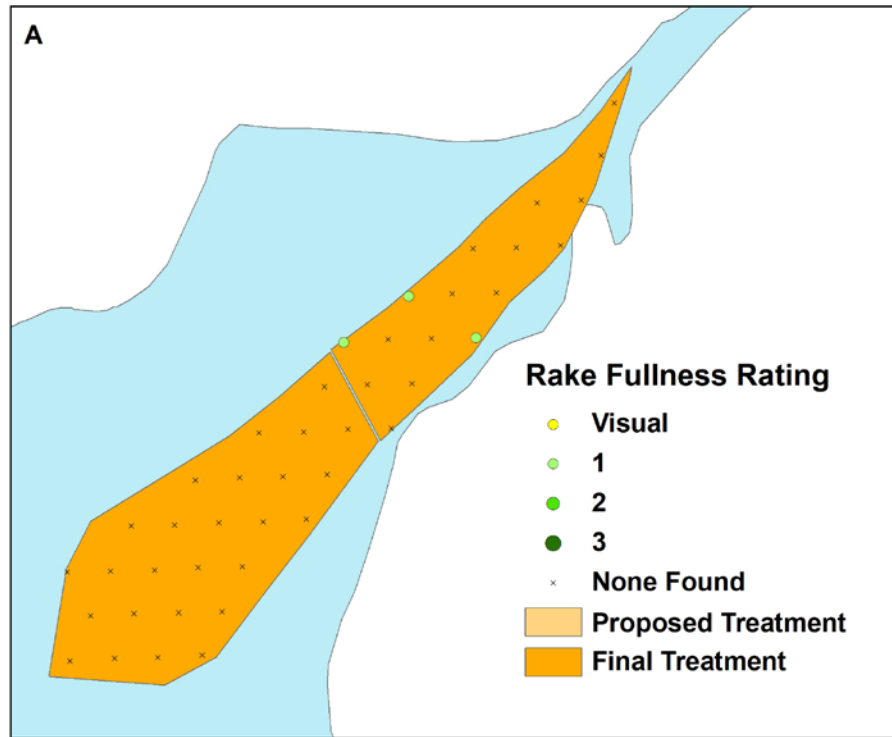 A
Rake Fullness Rating
Visual
1
2
3
None Found
Proposed Treatment
Final Treatment